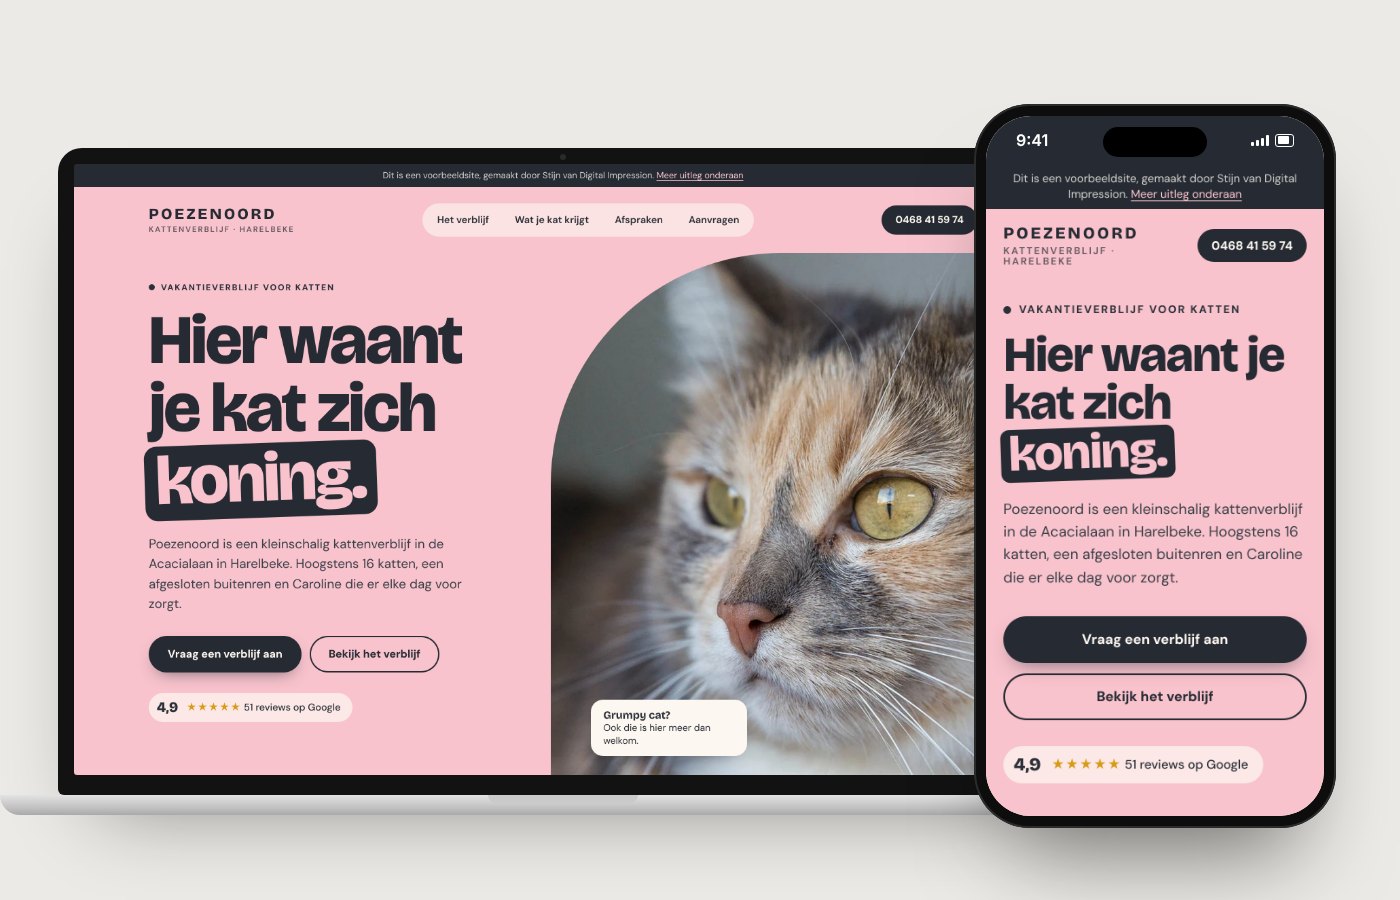 Dit is een voorbeeldsite, gemaakt door Stijn van Digital Impression. Meer uitleg onderaan
POEZENOORD
KATTENVERBLIJF · HARELBEKE
Het verblijf
Wat je kat krijgt
Afspraken
Aanvragen
0468 41 59 74
VAKANTIEVERBLIJF VOOR KATTEN
Hier waant
je kat zich
koning.
Poezenoord is een kleinschalig kattenverblijf in de
Acacialaan in Harelbeke. Hoogstens 16 katten, een
afgesloten buitenren en Caroline die er elke dag voor
zorgt.
Vraag een verblijf aan
Bekijk het verblijf
4,9 ★★★★★ 51 reviews op Google
Grumpy cat?
Ook die is hier meer dan
welkom.
9:41
Dit is een voorbeeldsite, gemaakt door Stijn van Digital
Impression. Meer uitleg onderaan
POEZENOORD
KATTENVERBLIJF ·
HARELBEKE
0468 41 59 74
VAKANTIEVERBLIJF VOOR KATTEN
Hier waant je
kat zich
koning.
Poezenoord is een kleinschalig kattenverblijf
in de Acacialaan in Harelbeke. Hoogstens 16
katten, een afgesloten buitenren en Caroline
die er elke dag voor zorgt.
Vraag een verblijf aan
Bekijk het verblijf
4,9 ★★★★★ 51 reviews op Google